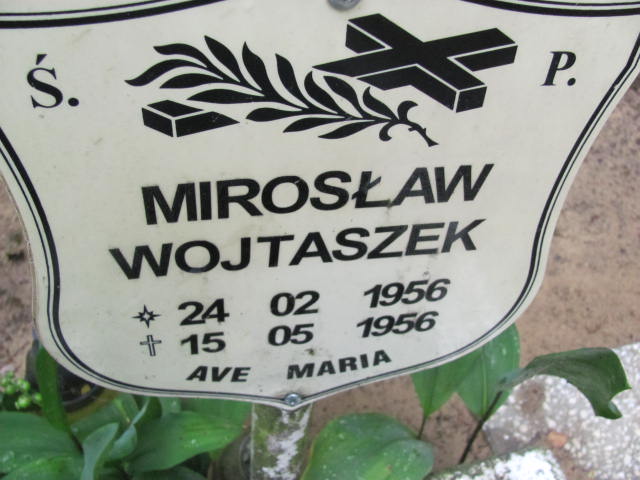 Ś. P.
MIROSŁAW
WOJTASZEK
24 02 1956
15 05 1956
AVE MARIA